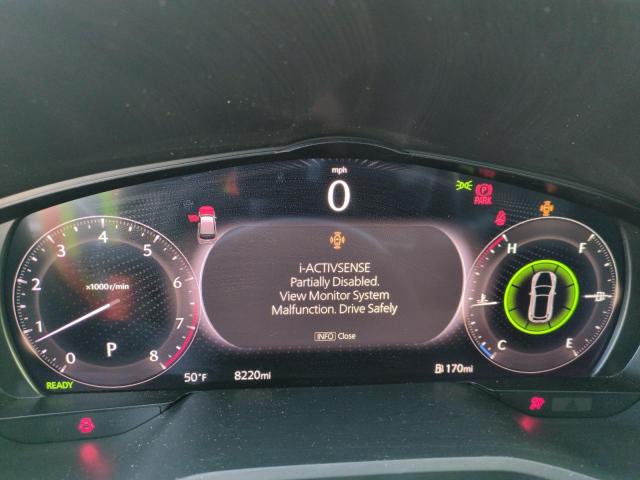 mph
0
PARK
i-ACTIVSENSE
Partially Disabled.
View Monitor System
Malfunction. Drive Safely
INFO Close
0
1
2
3
4
5
6
7
8
x1000r/min
P
READY
50°F
8220mi
170mi
H
C
F
E